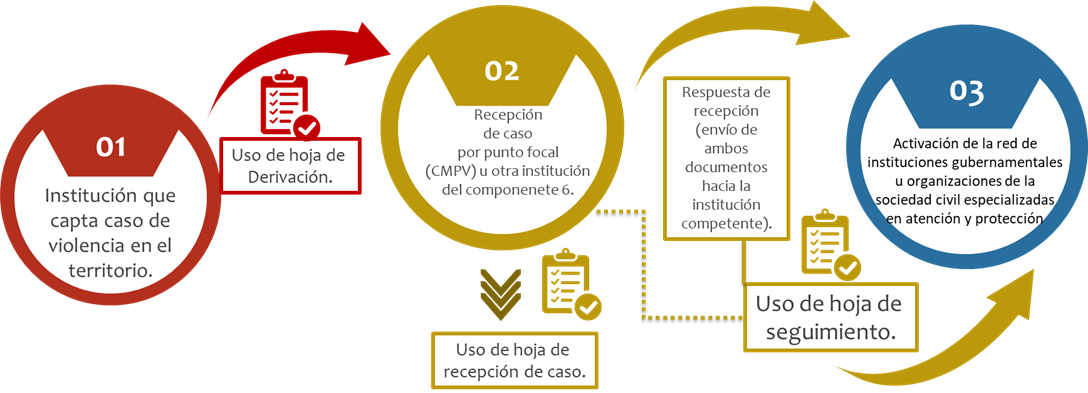 01
Institución que
capta caso de
violencia en el
territorio.
Uso de hoja de
Derivación.
02
Recepción
de caso
por punto focal
(CMPV) u otra institución
del componenete 6.
Uso de hoja de
recepción de caso.
Respuesta de
recepción
(envío de
ambos
documentos
hacia la
institución
competente).
Uso de hoja de
seguimiento.
03
Activación de la red de
instituciones gubernamentales
u organizaciones de la
sociedad civil especializadas
en atención y protección